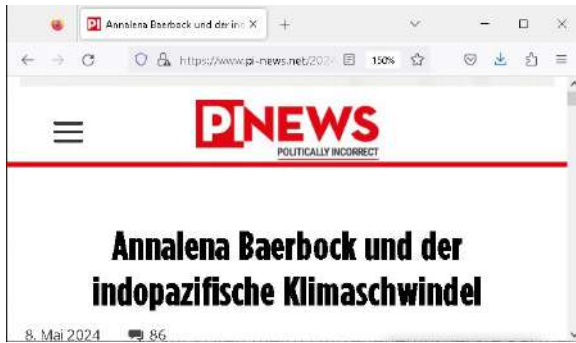 Annalena Baerbock und der ind
https://www.pi-news.net/202
150%
PI NEWS
POLITICALLY INCORRECT
Annalena Baerbock und der
indopazifische Klimaschwindel
8. Mai 2024 86